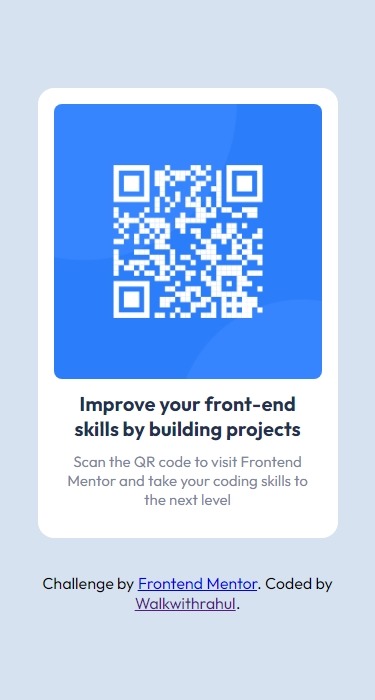 Improve your front-end
skills by building projects
Scan the QR code to visit Frontend
Mentor and take your coding skills to
the next level
Challenge by Frontend Mentor. Coded by
Walkwithrahul.